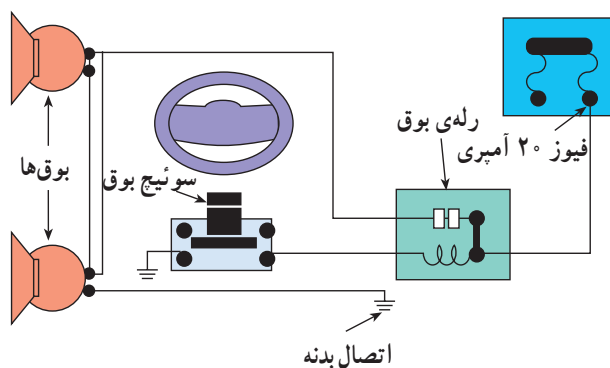 رله‌ی بوق
فیوز ۲۰ آمپری
بوق‌ها
سوئیچ بوق
اتصال بدنه